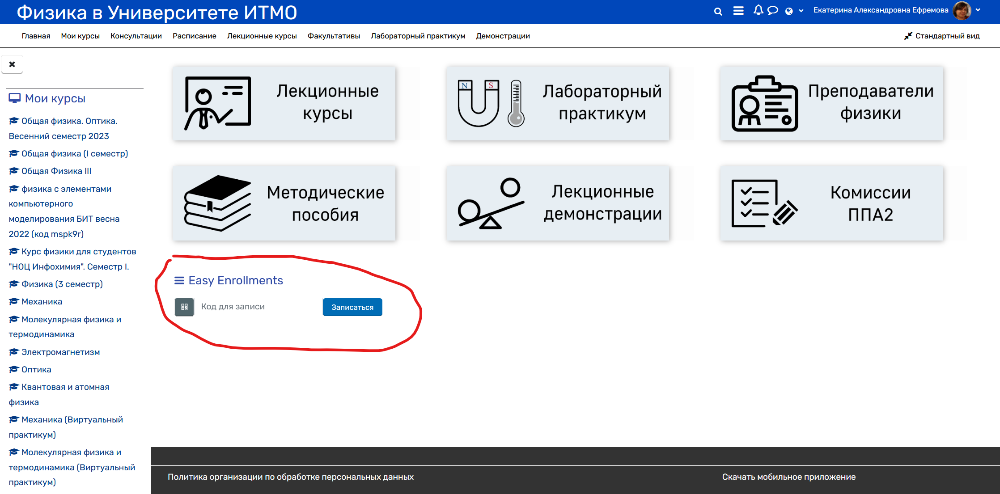 Физика в Университете ИТМО
Екатерина Александровна Ефремова
Главная Мои курсы Консультации Расписание Лекционные курсы Факультативы Лабораторный практикум Демонстрации
Стандартный вид
Мои курсы
Общая физика. Оптика.
Весенний семестр 2023
Общая физика (I семестр)
Общая Физика III
физика с элементами
компьютерного
моделирования БИТ весна
2022 (код mspk9r)
Курс физики для студентов
"НОЦ Инфохимия". Семестр I.
Физика (3 семестр)
Механика
Молекулярная физика и
термодинамика
Электромагнетизм
Оптика
Квантовая и атомная
физика
Механика (Виртуальный
практикум)
Молекулярная физика и
термодинамика (Виртуальный
практикум)
Лекционные
курсы
N S
Лабораторный
практикум
Преподаватели
физики
Методические
пособия
Лекционные
демонстрации
Комиссии
ППА2
Easy Enrollments
Код для записи
Записаться
Политика организации по обработке персональных данных
Скачать мобильное приложение